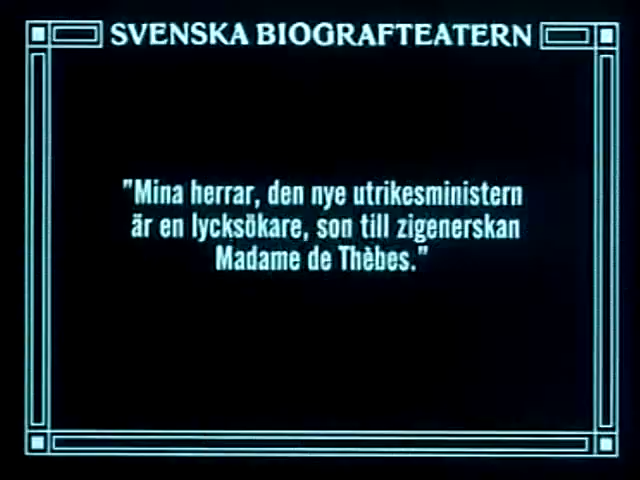 SVENSKA BIOGRAFTEATERN
"Mina herrar, den nye utrikesministern
är en lycksökare, son till zigenerskan
Madame de Thèbes."